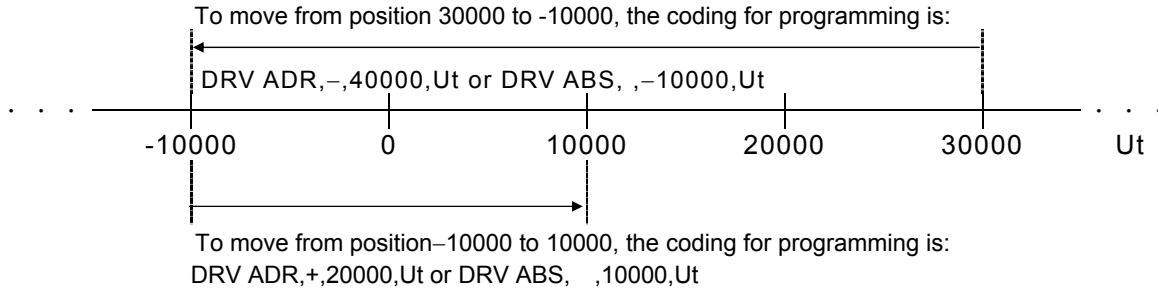 To move from position 30000 to -10000, the coding for programming is:
DRV ADR,−,40000,Ut or DRV ABS, ,−10000,Ut
. . . . . .
-10000 0 10000 20000 30000 Ut
To move from position−10000 to 10000, the coding for programming is:
DRV ADR,+,20000,Ut or DRV ABS, ,10000,Ut